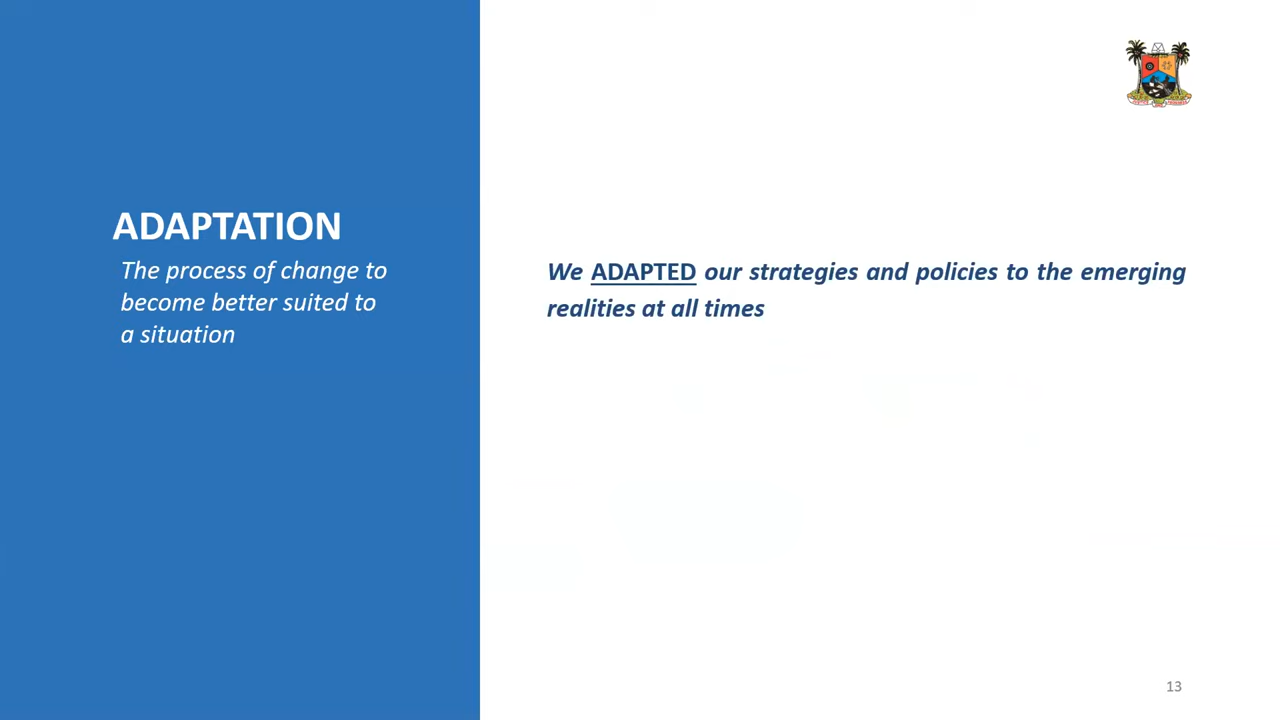 ADAPTATION
The process of change to
become better suited to
a situation
We ADAPTED our strategies and policies to the emerging
realities at all times
13